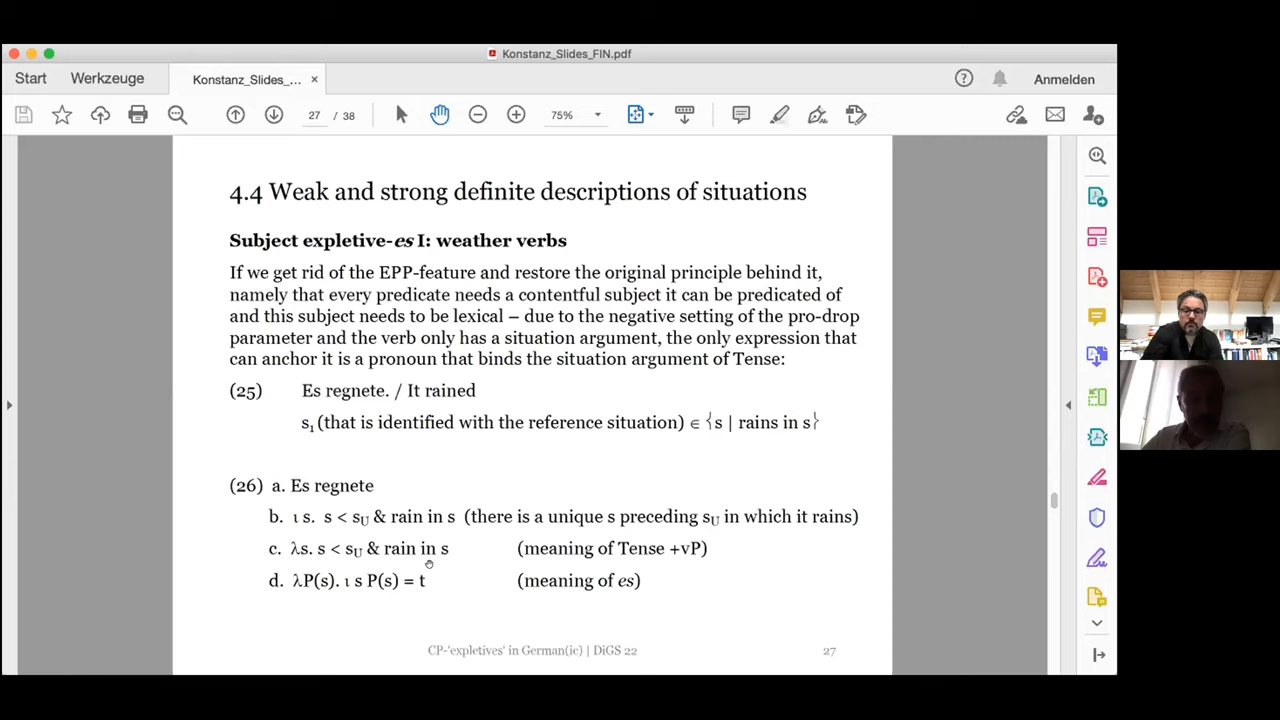 Konstanz_Slides_FIN.pdf
Start Werkzeuge Konstanz_Slides_... × Anmelden
27 / 38 75%
4.4 Weak and strong definite descriptions of situations
Subject expletive-es I: weather verbs
If we get rid of the EPP-feature and restore the original principle behind it,
namely that every predicate needs a contentful subject it can be predicated of
and this subject needs to be lexical – due to the negative setting of the pro-drop
parameter and the verb only has a situation argument, the only expression that
can anchor it is a pronoun that binds the situation argument of Tense:
(25) Es regnete. / It rained
s₁ (that is identified with the reference situation) ∈ {s | rains in s}
(26) a. Es regnete
b. ι s. s < sU & rain in s (there is a unique s preceding sU in which it rains)
c. λs. s < sU & rain in s (meaning of Tense +vP)
d. λP(s). ι s P(s) = t (meaning of es)
CP-'expletives' in German(ic) | DiGS 22 27